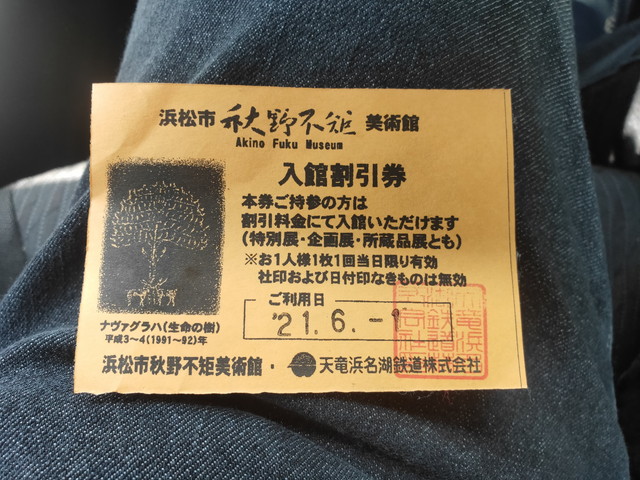 浜松市 秋野不矩 美術館
Akino Fuku Museum
入館割引券
本券ご持参の方は
割引料金にて入館いただけます
(特別展・企画展・所蔵品展とも)
※お1人様1枚1回当日限り有効
社印および日付印なきものは無効
ご利用日
'21.6.-1
ナヴァグラハ(生命の樹)
平成3~4(1991~92)年
浜松市秋野不矩美術館・天竜浜名湖鉄道株式会社